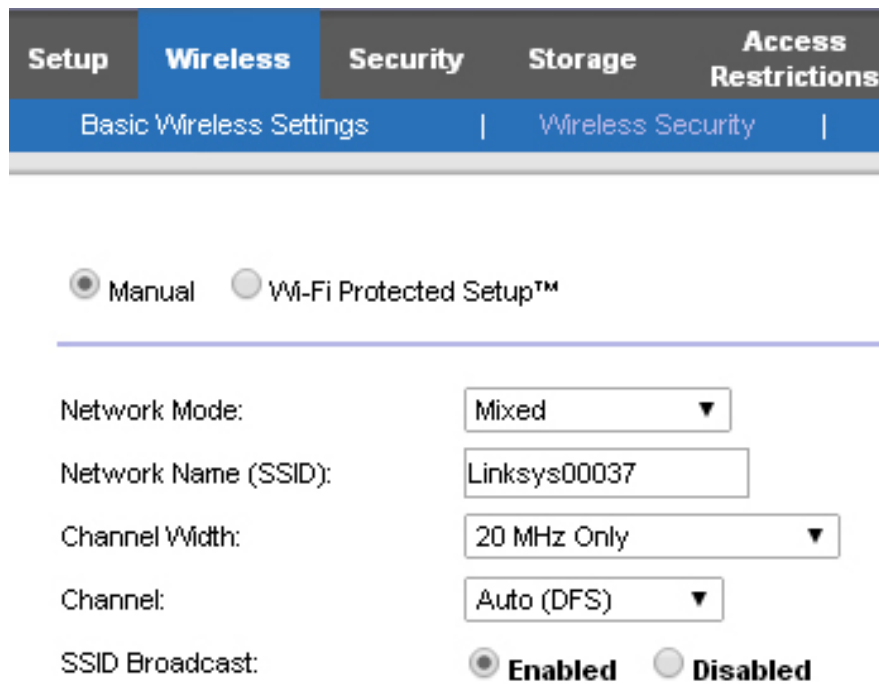 Setup Wireless Security Storage Access Restrictions
Basic Wireless Settings | Wireless Security |
Manual Wi-Fi Protected Setup™
Network Mode: Mixed
Network Name (SSID): Linksys00037
Channel Width: 20 MHz Only
Channel: Auto (DFS)
SSID Broadcast: Enabled Disabled